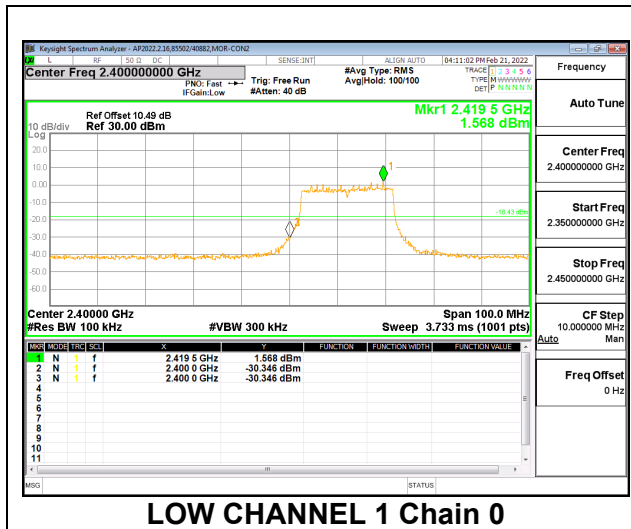 Keysight Spectrum Analyzer - AP2022.2.16,85502/40882,MOR-CON2
L RF 50 Ω DC SENSE:INT ALIGN AUTO 04:11:02 PM Feb 21, 2022
Center Freq 2.400000000 GHz
PNO: Fast
IFGain:Low
Trig: Free Run
#Atten: 40 dB
#Avg Type: RMS
Avg|Hold: 100/100
TRACE 1 2 3 4 5 6
TYPE M W W W W W
DET P N N N N N
Frequency
Auto Tune
Center Freq
2.400000000 GHz
Start Freq
2.350000000 GHz
Stop Freq
2.450000000 GHz
CF Step
10.000000 MHz
Auto Man
Freq Offset
0 Hz
Ref Offset 10.49 dB
10 dB/div Ref 30.00 dBm
Log
Mkr1 2.419 5 GHz
1.568 dBm
20.0
10.0
0.00
-10.0
-20.0
-30.0
-40.0
-50.0
-60.0
1
-18.43 dBm
Center 2.40000 GHz Span 100.0 MHz
#Res BW 100 kHz #VBW 300 kHz Sweep 3.733 ms (1001 pts)
MKR MODE TRC SCL X Y FUNCTION FUNCTION WIDTH FUNCTION VALUE
1 N 1 f 2.419 5 GHz 1.568 dBm
2 N 1 f 2.400 0 GHz -30.346 dBm
3 N 1 f 2.400 0 GHz -30.346 dBm
4
5
6
7
8
9
10
11
MSG STATUS
LOW CHANNEL 1 Chain 0